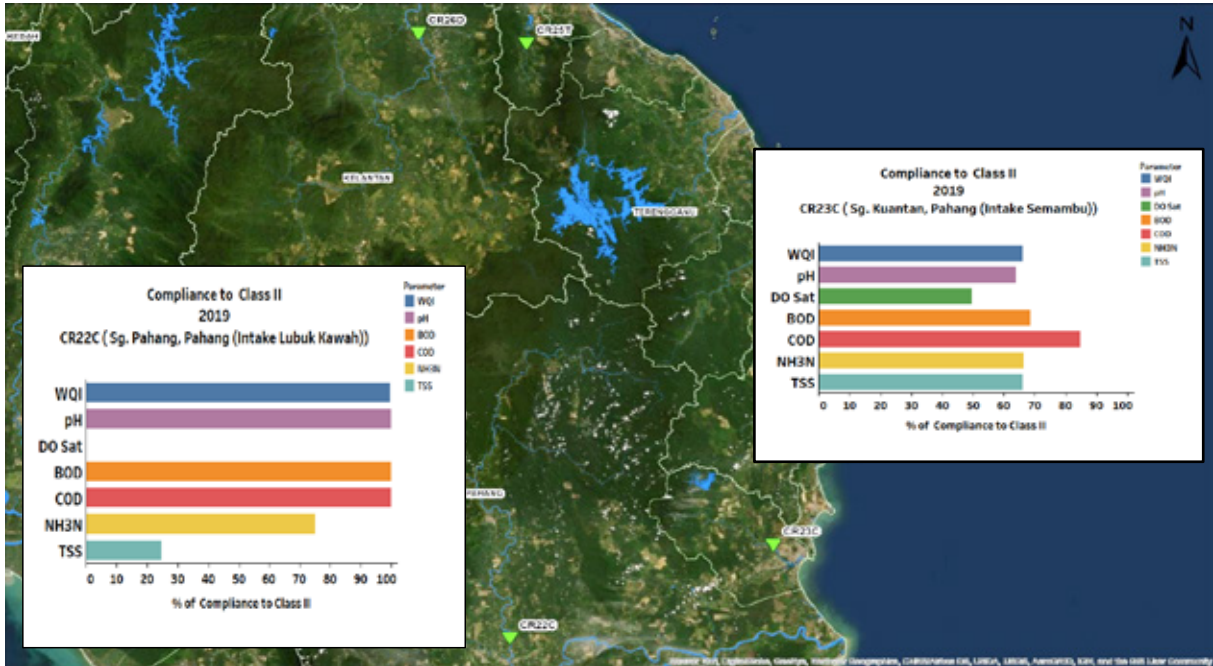 KEDAH
CR26D
CR25T
N
KELANTAN
TERENGGANU
PAHANG
CR23C
CR22C
Compliance to Class II
2019
CR22C ( Sg. Pahang, Pahang (Intake Lubuk Kawah))
Parameter
WQI
pH
BOD
COD
NH3N
TSS
WQI
pH
DO Sat
BOD
COD
NH3N
TSS
0 10 20 30 40 50 60 70 80 90 100
% of Compliance to Class II
Compliance to Class II
2019
CR23C ( Sg. Kuantan, Pahang (Intake Semambu))
Parameter
WQI
pH
DO Sat
BOD
COD
NH3N
TSS
WQI
pH
DO Sat
BOD
COD
NH3N
TSS
0 10 20 30 40 50 60 70 80 90 100
% of Compliance to Class II